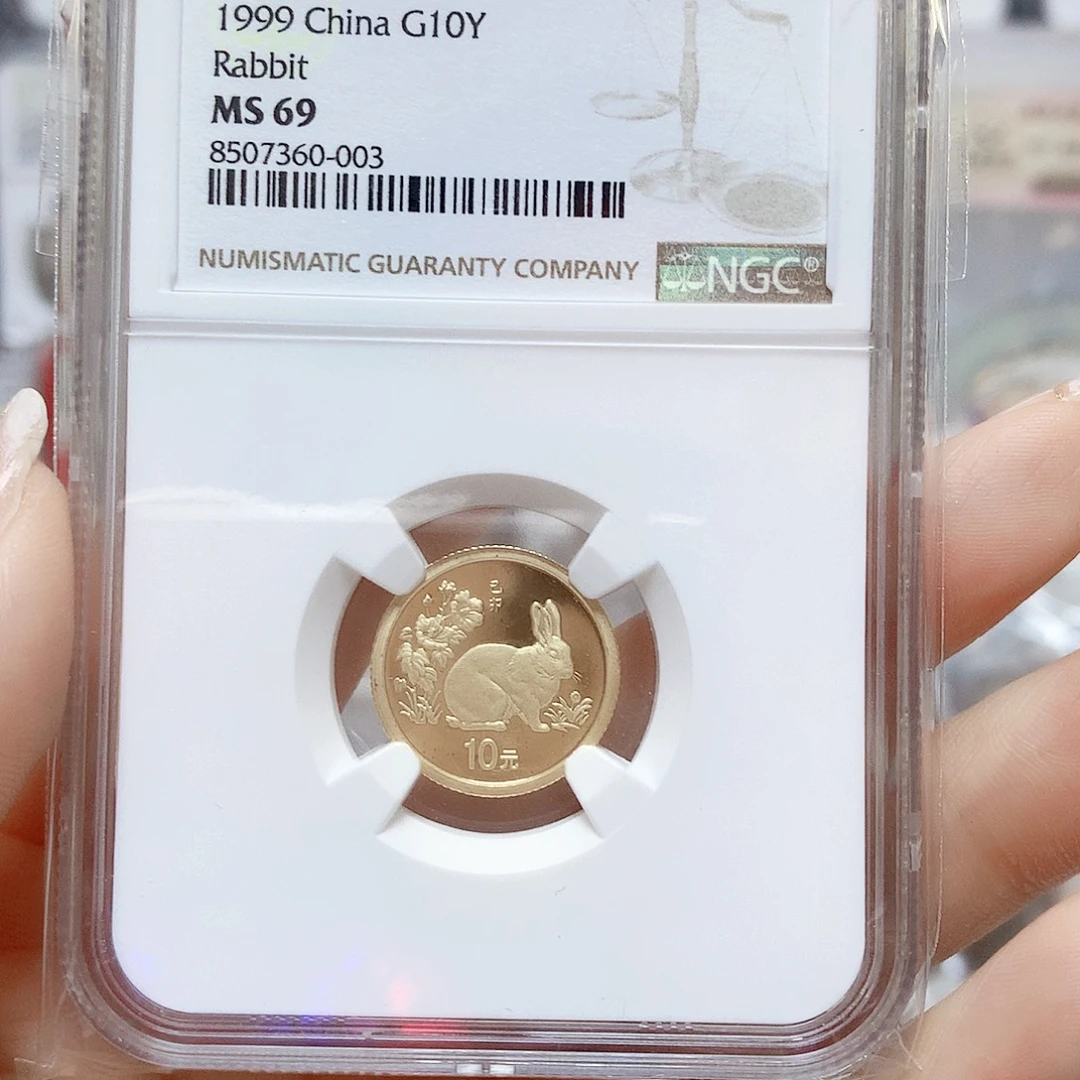 1999 China G10Y
Rabbit
MS 69
8507360-003
NUMISMATIC GUARANTY COMPANY
NGC®
己卯
10元